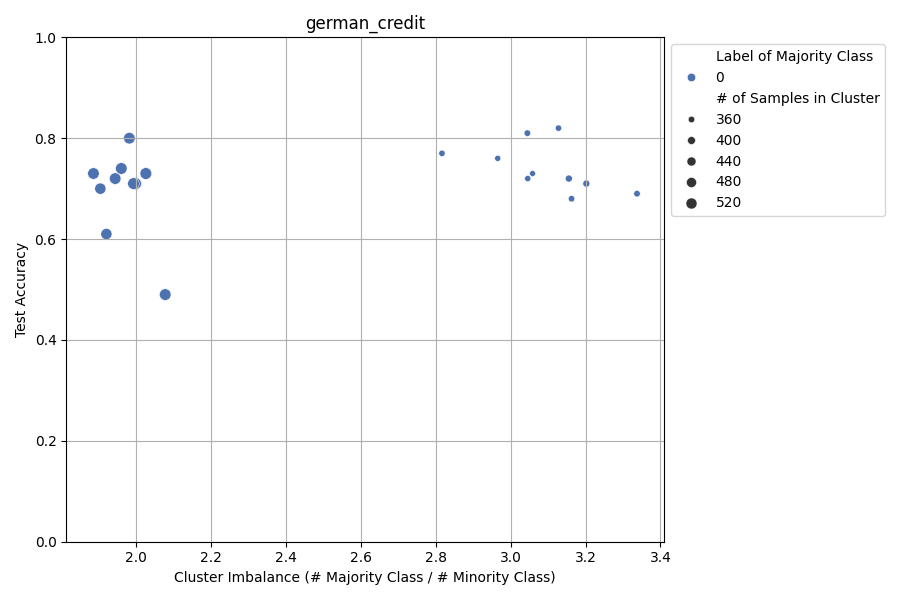 german_credit
1.0
0.8
0.6
0.4
0.2
0.0
Test Accuracy
2.0 2.2 2.4 2.6 2.8 3.0 3.2 3.4
Cluster Imbalance (# Majority Class / # Minority Class)
Label of Majority Class
0
# of Samples in Cluster
360
400
440
480
520